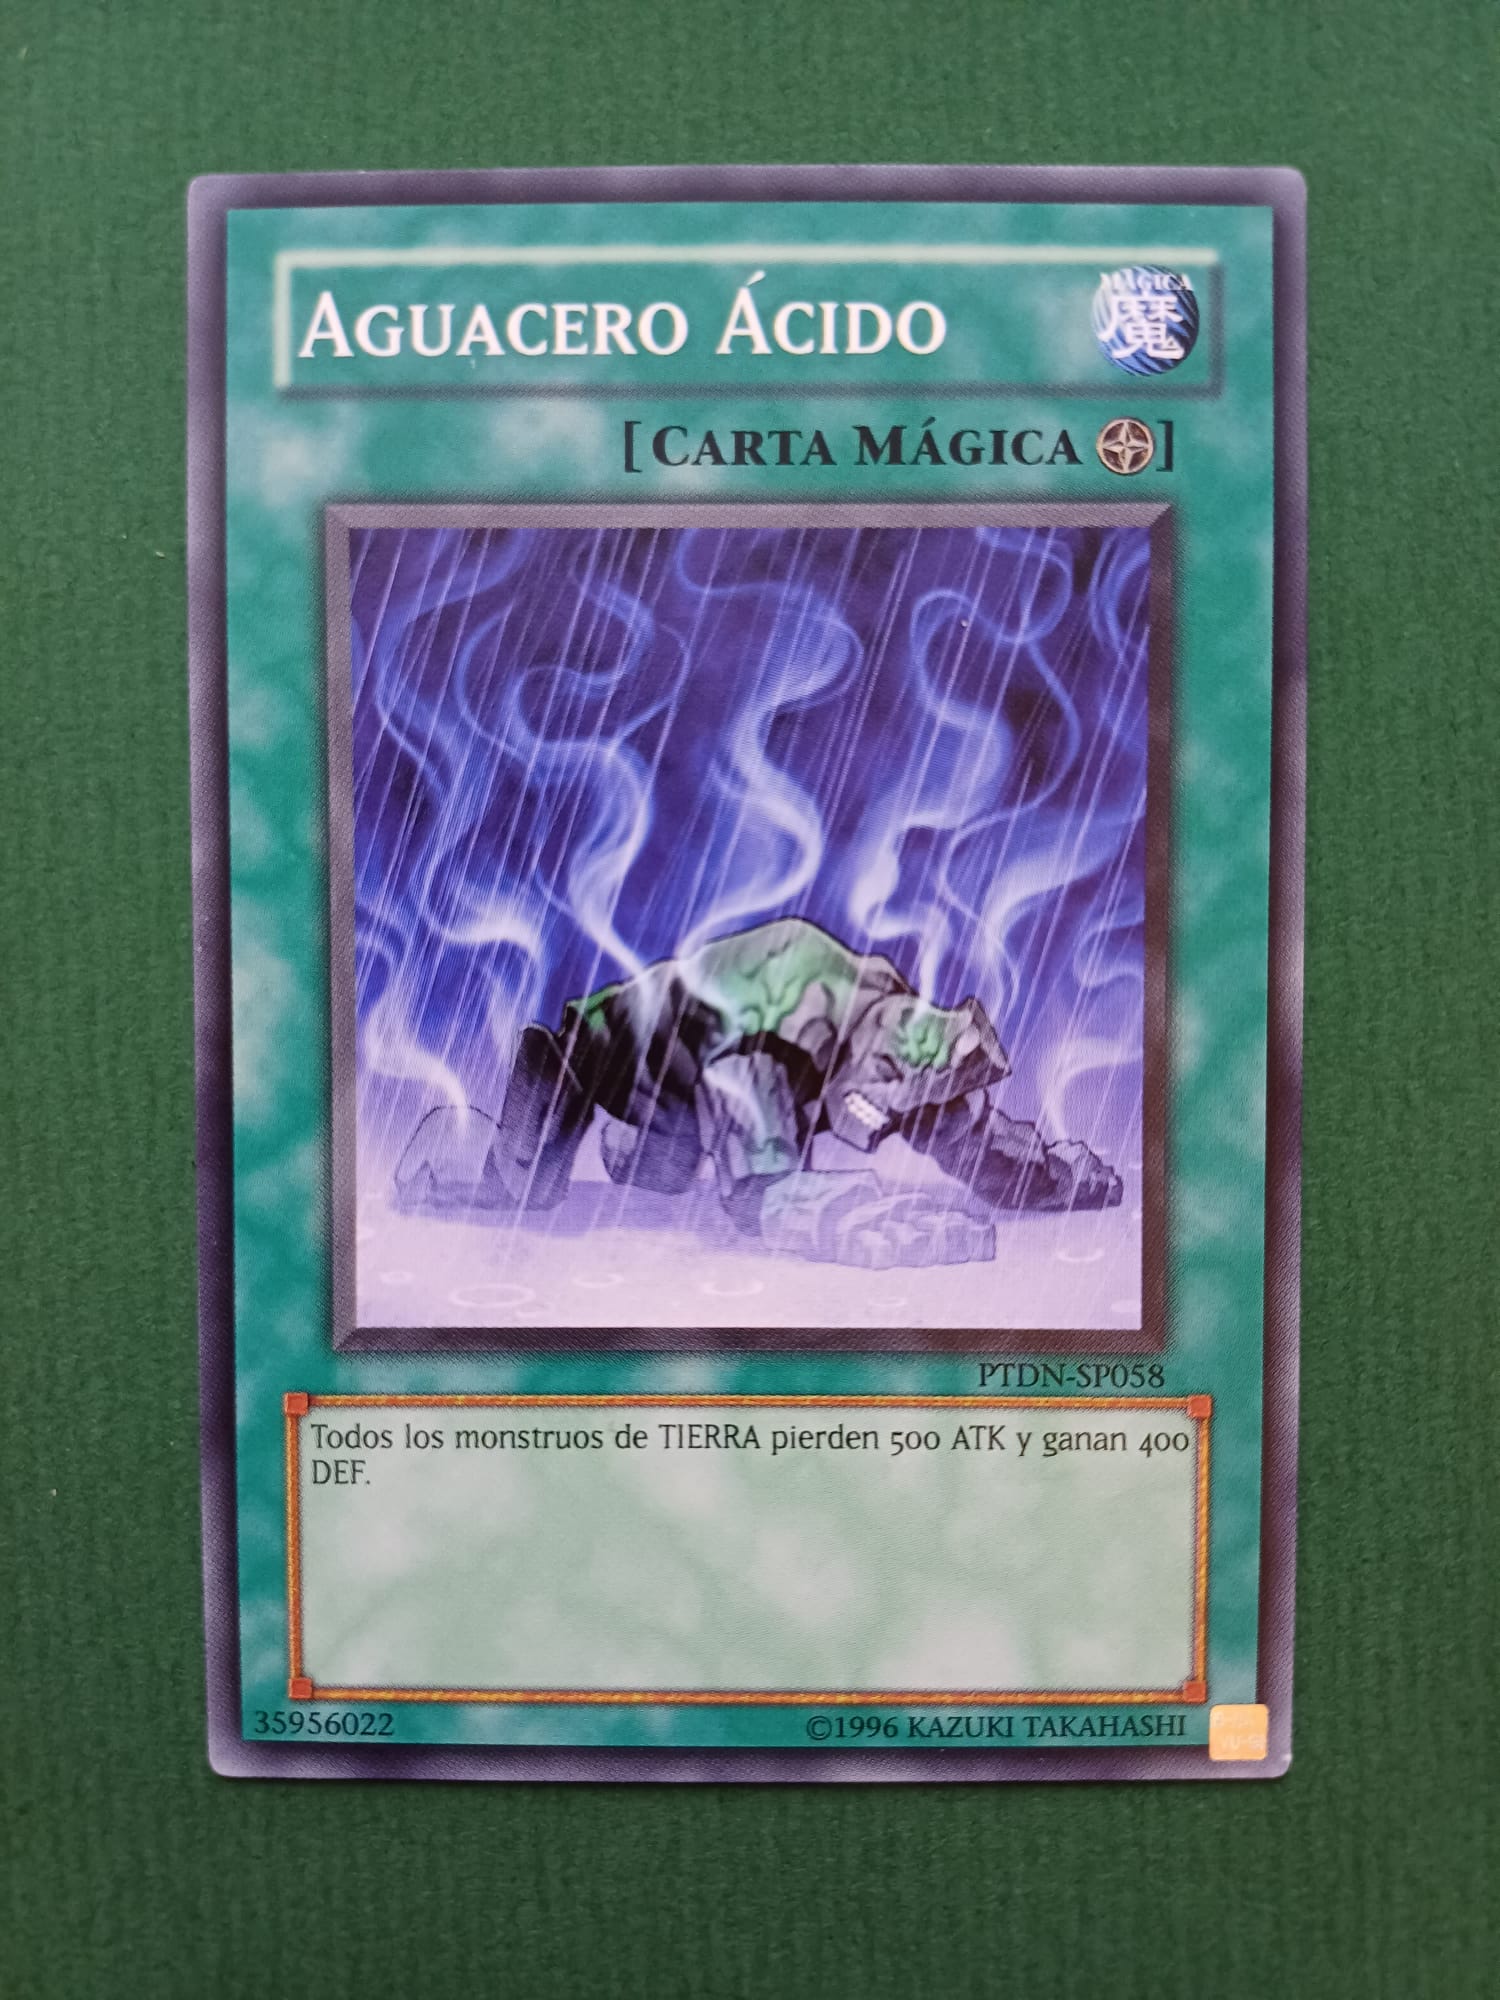 AGUACERO ÁCIDO
MÁGICA
魔
[CARTA MÁGICA]
PTDN-SP058
Todos los monstruos de TIERRA pierden 500 ATK y ganan 400
DEF.
35956022
©1996 KAZUKI TAKAHASHI